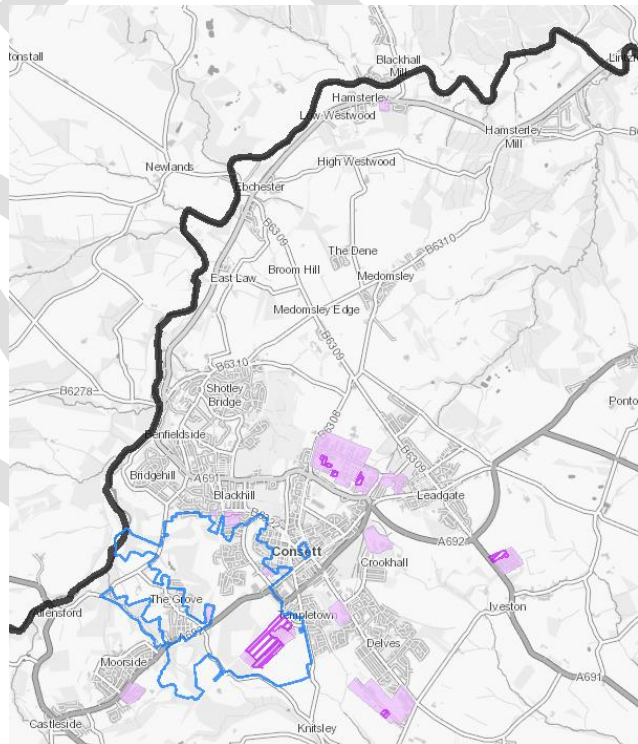 Blackhall
Mill
Hamsterley
Low Westwood
Hamsterley
Mill
High Westwood
Newlands
Ebchester
B6309
The Dene
B6310
Broom Hill
East Law
Medomsley
Medomsley Edge
B6309
B6310
Shotley
Bridge
B6278
B6308
Benfieldside
B6309
Bridgehill
A691
Blackhill
Leadgate
Consett
A692
Crookhall
Allensford
The Grove
Templetown
Iveston
Delves
Moorside
A691
Castleside
Knitsley